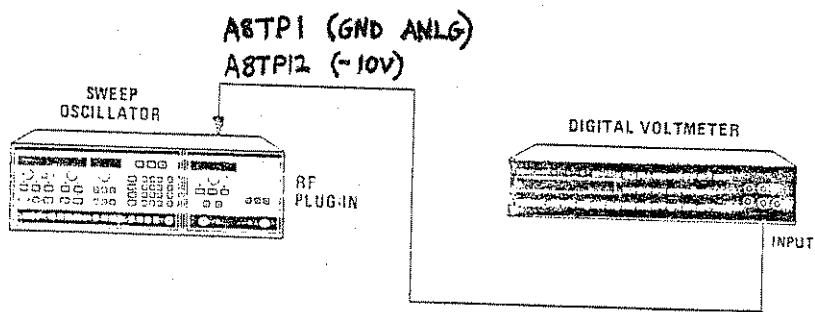 A8TP1 (GND ANLG)
A8TP12 (-10V)
SWEEP
OSCILLATOR
DIGITAL VOLTMETER
RF
PLUG-IN
INPUT